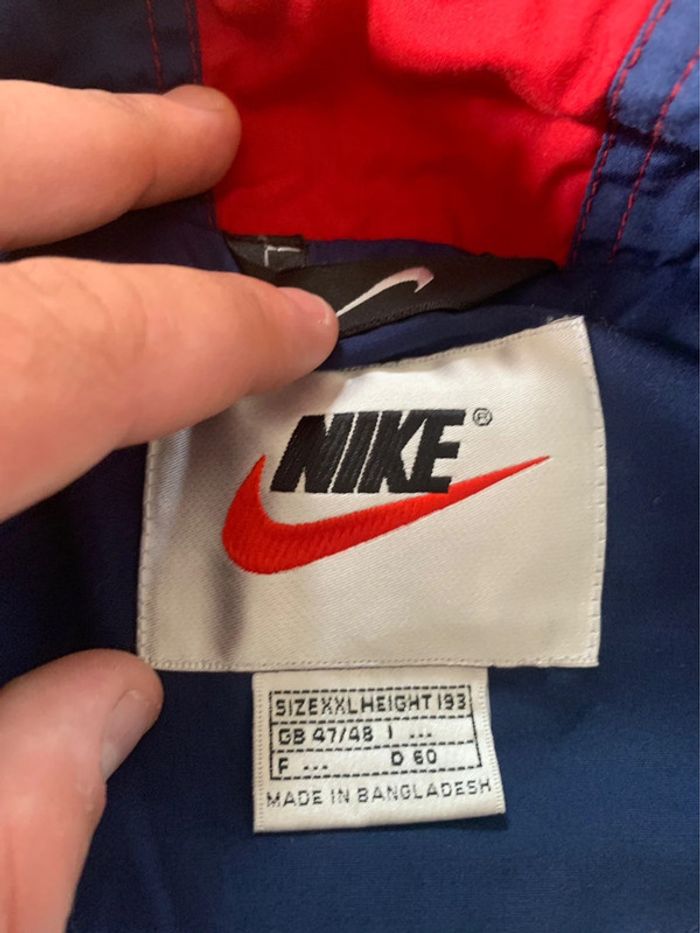 NIKE®
SIZE XXL HEIGHT 193
GB 47/48 I ...
F ... D 60
MADE IN BANGLADESH